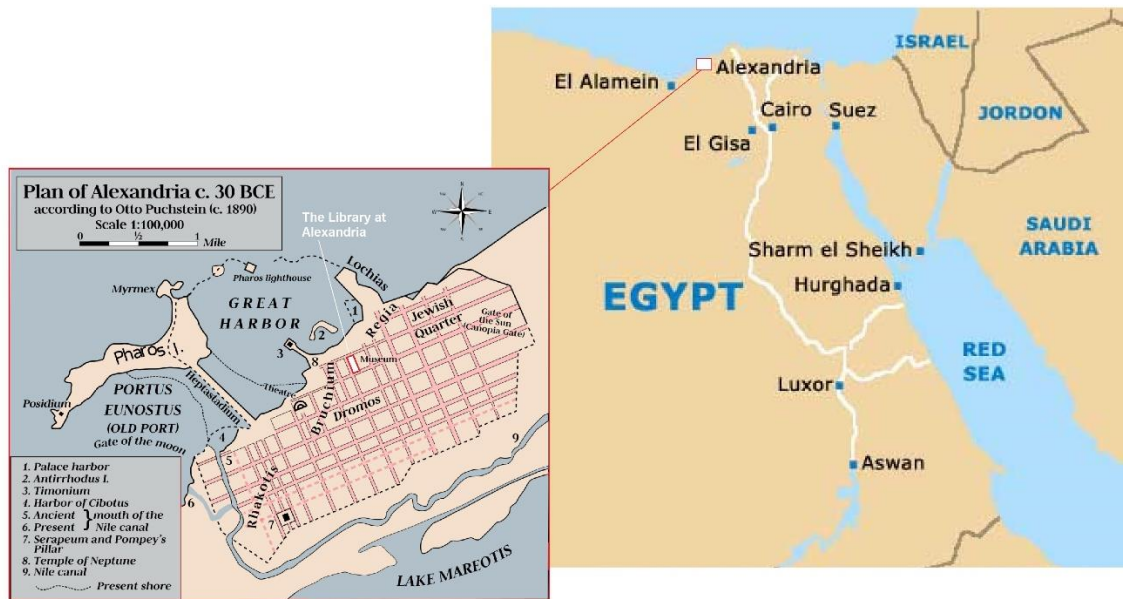 Plan of Alexandria c. 30 BCE
according to Otto Puchstein (c. 1890)
Scale 1:100,000
0 ½ 1
Mile
The Library at
Alexandria
N
E
S
W
Pharos lighthouse
Myrmex
GREAT
HARBOR
Lochias
1
2
3
8
Regia
Jewish
Quarter
Gate of
the Sun
(Canopia Gate)
Museum
Pharos I.
Heptastadium
Theatre
Bruchium
Dromos
Posidium
PORTUS
EUNOSTUS
(OLD PORT)
Gate of the moon
4
5
6
7
9
Rhakotis
LAKE MAREOTIS
1. Palace harbor
2. Antirrhodus I.
3. Timonium
4. Harbor of Cibotus
5. Ancient } mouth of the
6. Present } Nile canal
7. Serapeum and Pompey's
Pillar
8. Temple of Neptune
9. Nile canal
Present shore
ISRAEL
Alexandria
El Alamein
JORDON
Cairo
Suez
El Gisa
SAUDI
ARABIA
Sharm el Sheikh
EGYPT
Hurghada
RED
SEA
Luxor
Aswan